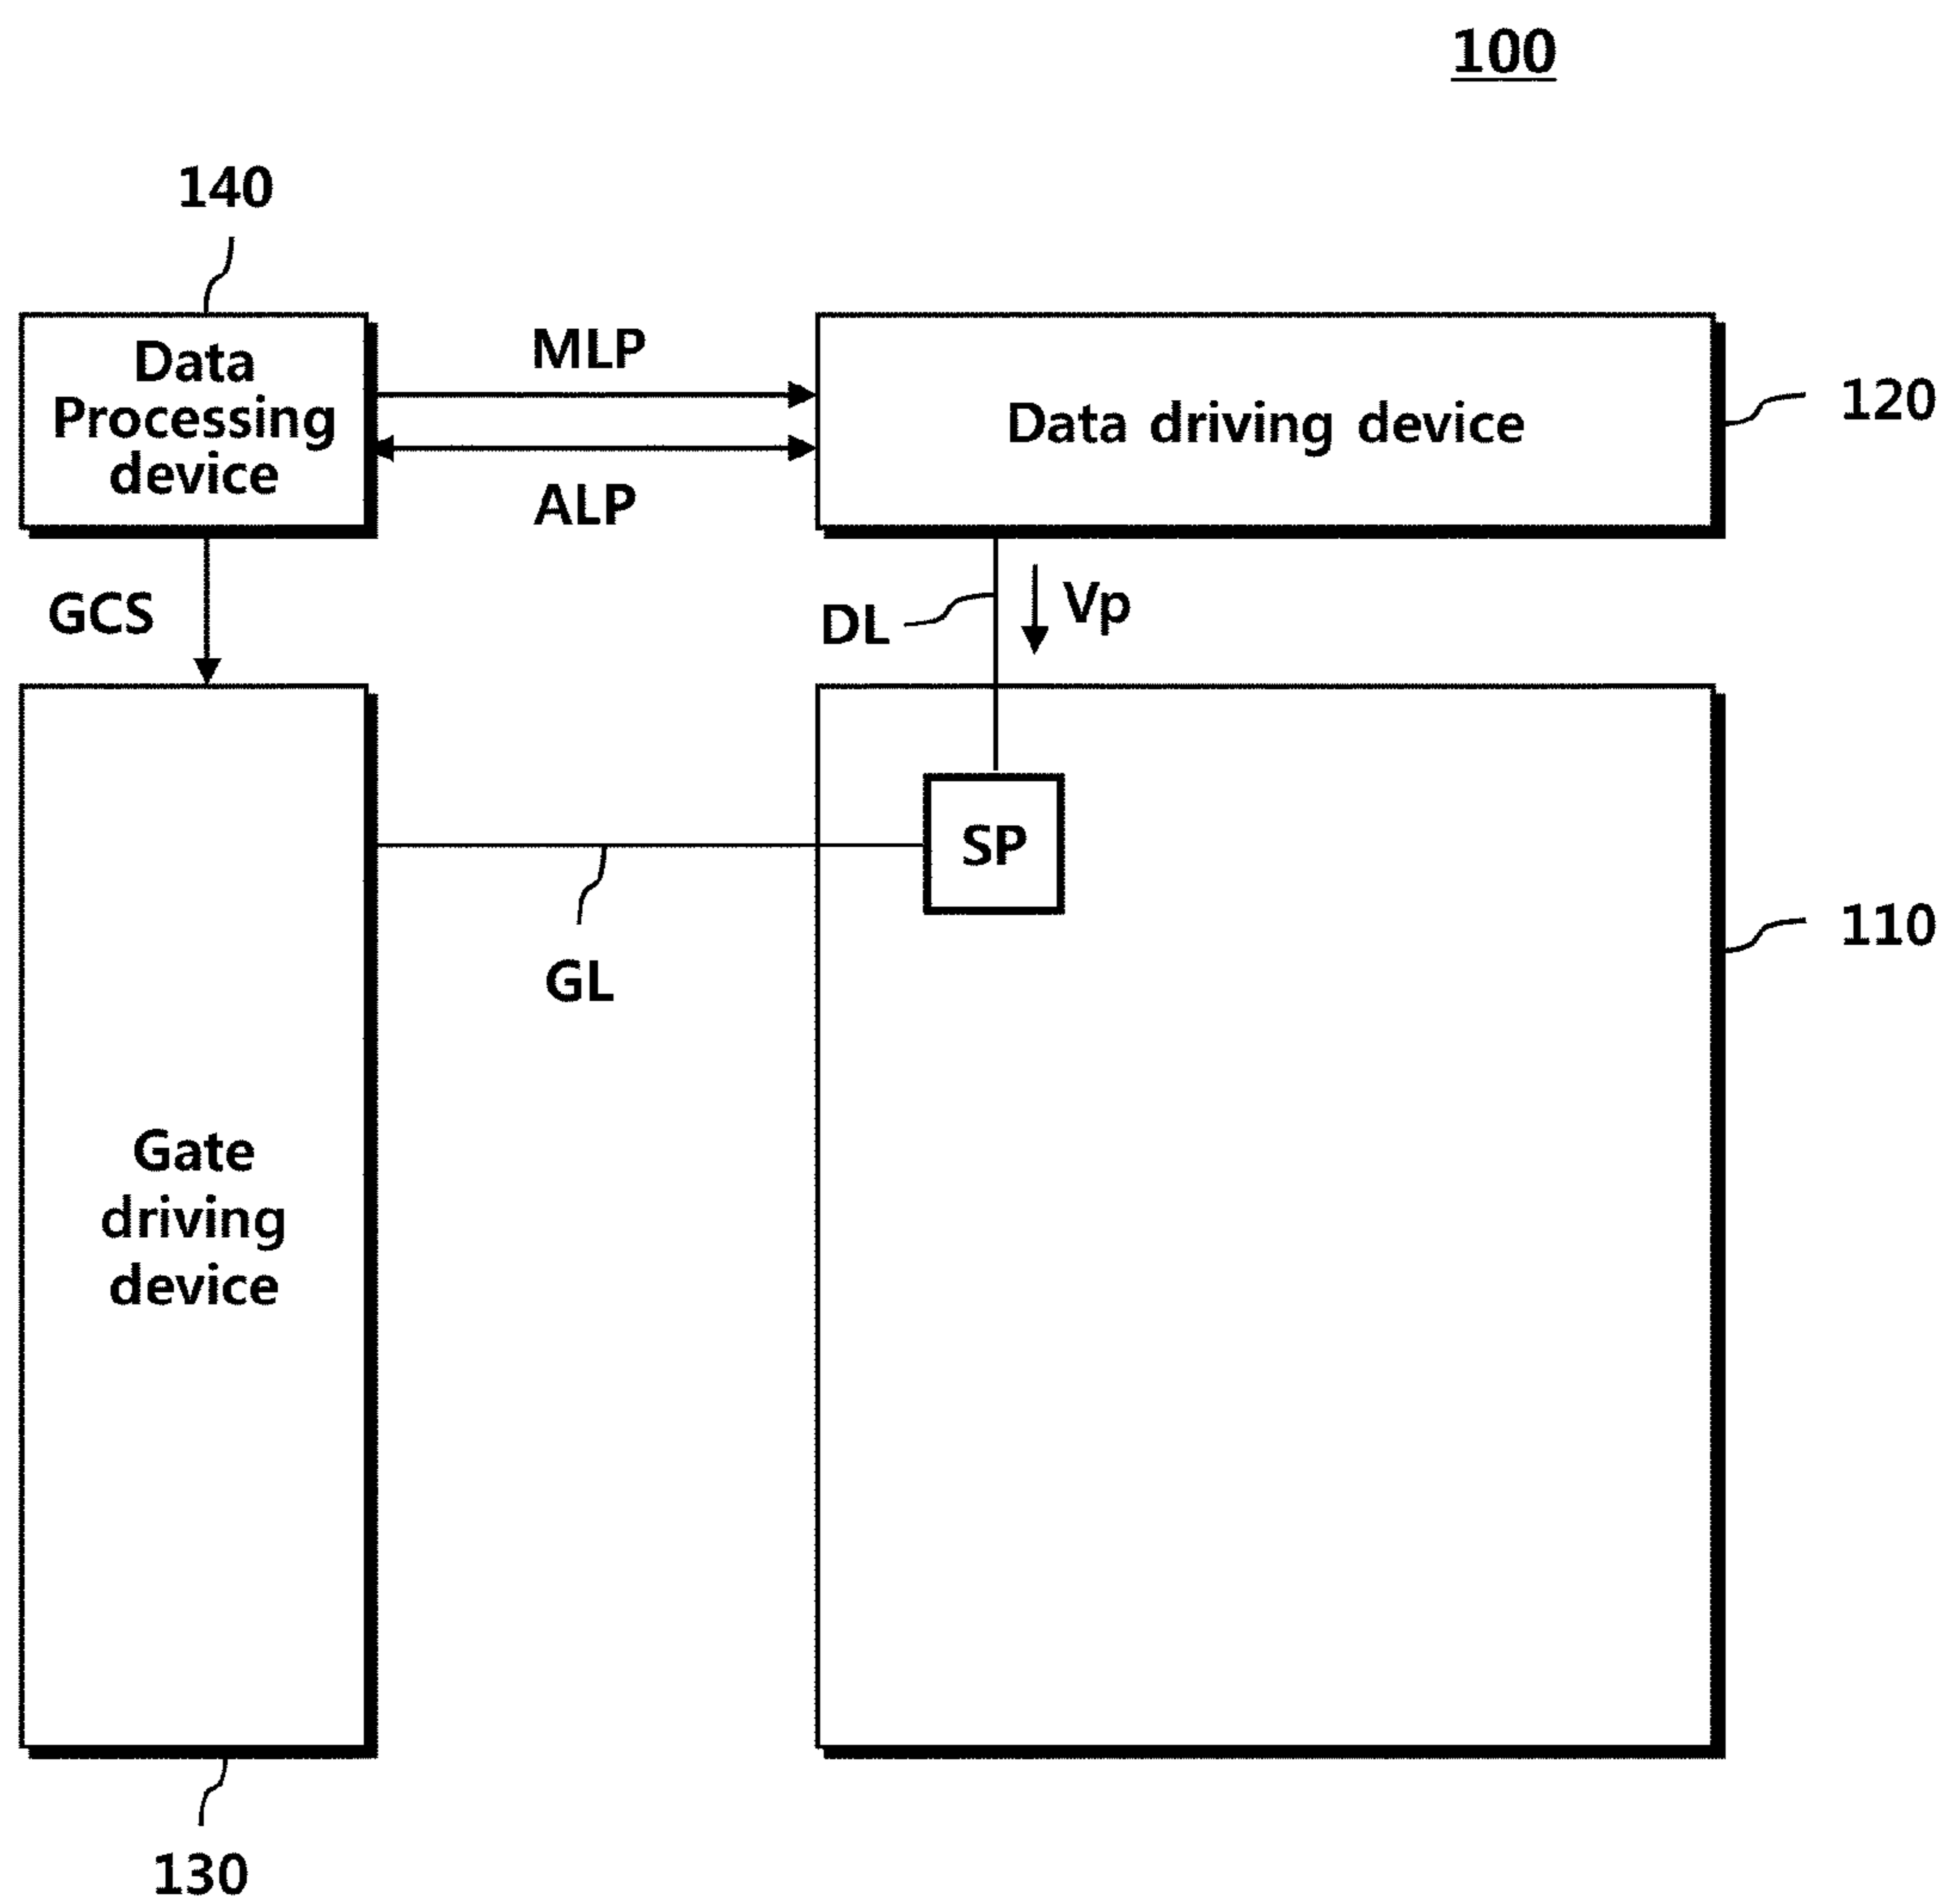 100
140
Data
Processing
device
MLP
ALP
Data driving device
120
GCS
DL
Vp
SP
GL
110
Gate
driving
device
130